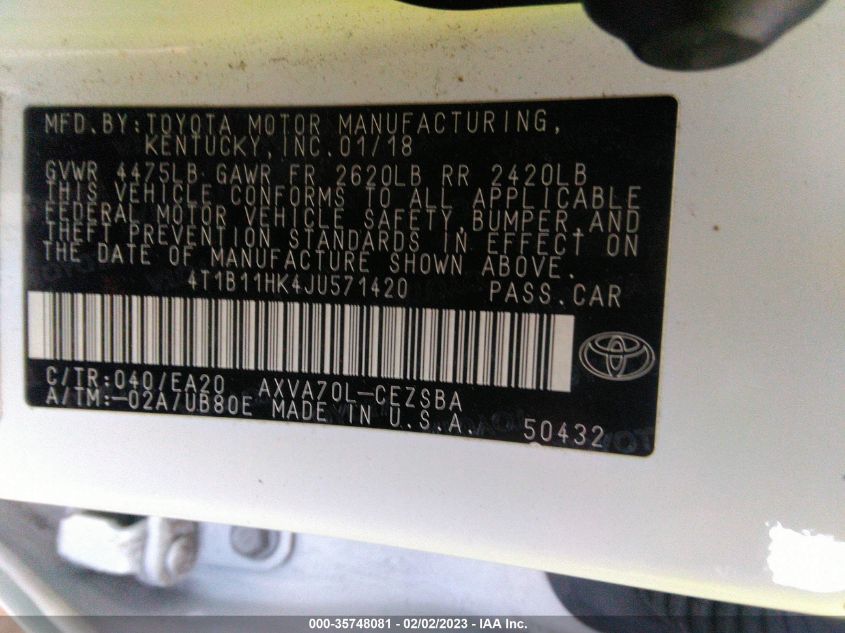 MFD.BY:TOYOTA MOTOR MANUFACTURING,
KENTUCKY, INC.01/18
GVWR 4475LB GAWR FR 2620LB RR 2420LB
THIS VEHICLE CONFORMS TO ALL APPLICABLE
FEDERAL MOTOR VEHICLE SAFETY, BUMPER, AND
THEFT PREVENTION STANDARDS IN EFFECT ON
THE DATE OF MANUFACTURE SHOWN ABOVE.
4T1B11HK4JU571420 PASS.CAR
C/TR:040/EA20 AXVA70L-CEZSBA
A/TM:-02A/UB80E MADE IN U.S.A. 50432
000-35748081 - 02/02/2023 - IAA Inc.